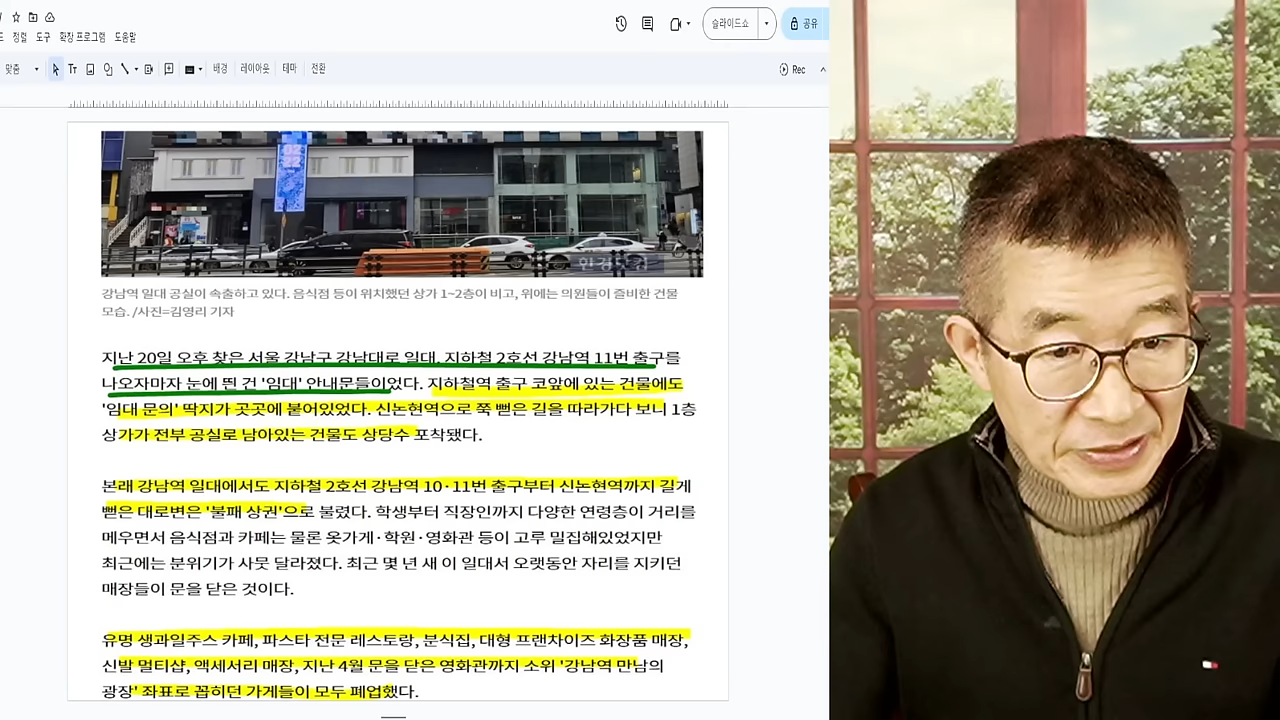 정렬 도구 확장 프로그램 도움말
슬라이드쇼
공유
맞춤
배경 레이아웃 테마 전환
Rec
02
22
한경닷컴
강남역 일대 공실이 속출하고 있다. 음식점 등이 위치했던 상가 1~2층이 비고, 위에는 의원들이 즐비한 건물
모습. /사진=김영리 기자
지난 20일 오후 찾은 서울 강남구 강남대로 일대. 지하철 2호선 강남역 11번 출구를
나오자마자 눈에 띈 건 '임대' 안내문들이었다. 지하철역 출구 코앞에 있는 건물에도
'임대 문의' 딱지가 곳곳에 붙어있었다. 신논현역으로 쭉 뻗은 길을 따라가다 보니 1층
상가가 전부 공실로 남아있는 건물도 상당수 포착됐다.
본래 강남역 일대에서도 지하철 2호선 강남역 10·11번 출구부터 신논현역까지 길게
뻗은 대로변은 '불패 상권'으로 불렸다. 학생부터 직장인까지 다양한 연령층이 거리를
메우면서 음식점과 카페는 물론 옷가게·학원·영화관 등이 고루 밀집해있었지만
최근에는 분위기가 사뭇 달라졌다. 최근 몇 년 새 이 일대서 오랫동안 자리를 지키던
매장들이 문을 닫은 것이다.
유명 생과일주스 카페, 파스타 전문 레스토랑, 분식집, 대형 프랜차이즈 화장품 매장,
신발 멀티샵, 액세서리 매장, 지난 4월 문을 닫은 영화관까지 소위 '강남역 만남의
광장' 좌표로 꼽히던 가게들이 모두 폐업했다.